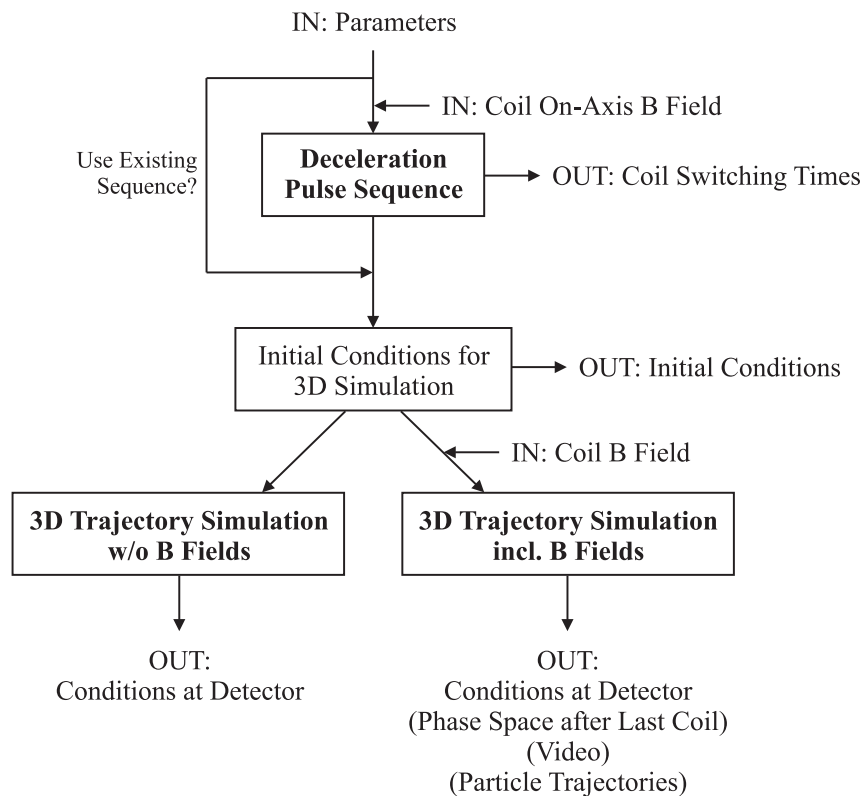 IN: Parameters
IN: Coil On-Axis B Field
Use Existing
Sequence?
Deceleration
Pulse Sequence
OUT: Coil Switching Times
Initial Conditions for
3D Simulation
OUT: Initial Conditions
IN: Coil B Field
3D Trajectory Simulation
w/o B Fields
3D Trajectory Simulation
incl. B Fields
OUT:
Conditions at Detector
OUT:
Conditions at Detector
(Phase Space after Last Coil)
(Video)
(Particle Trajectories)